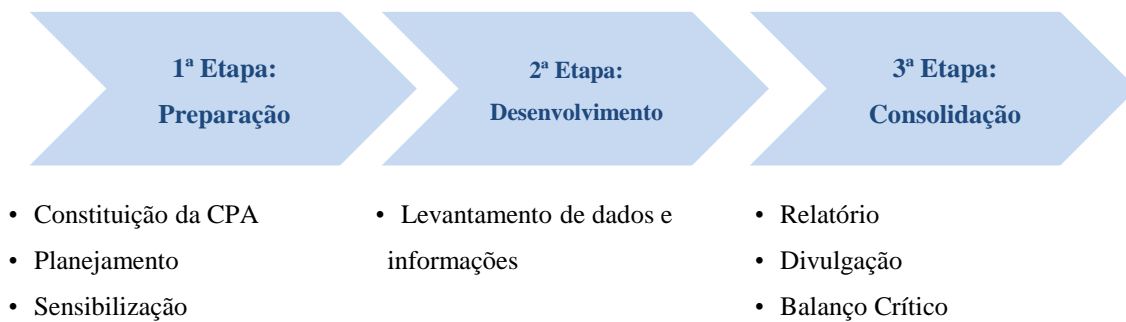 1ª Etapa:
Preparação
2ª Etapa:
Desenvolvimento
3ª Etapa:
Consolidação
• Constituição da CPA
• Planejamento
• Sensibilização
• Levantamento de dados e
informações
• Relatório
• Divulgação
• Balanço Crítico